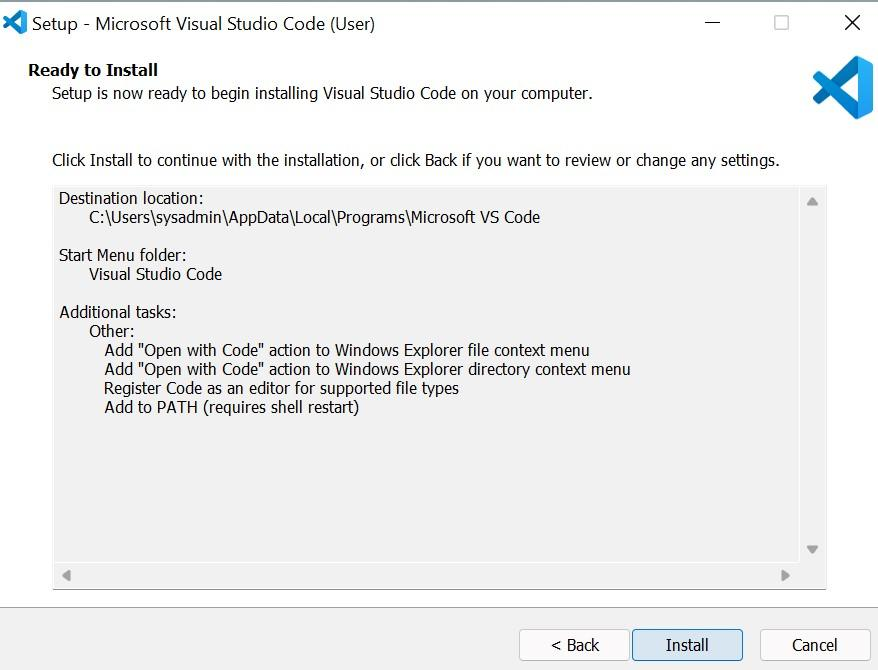 Setup - Microsoft Visual Studio Code (User)
Ready to Install
Setup is now ready to begin installing Visual Studio Code on your computer.
Click Install to continue with the installation, or click Back if you want to review or change any settings.
Destination location:
C:\Users\sysadmin\AppData\Local\Programs\Microsoft VS Code
Start Menu folder:
Visual Studio Code
Additional tasks:
Other:
Add "Open with Code" action to Windows Explorer file context menu
Add "Open with Code" action to Windows Explorer directory context menu
Register Code as an editor for supported file types
Add to PATH (requires shell restart)
< Back
Install
Cancel